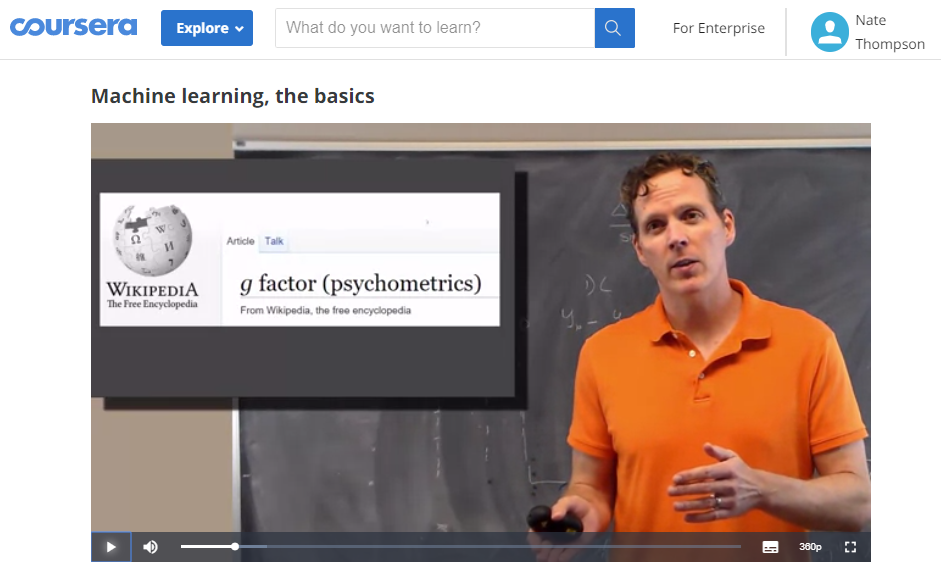 coursera
Explore
What do you want to learn?
For Enterprise
Nate
Thompson
Machine learning, the basics
Article
Talk
WIKIPEDIA
The Free Encyclopedia
g factor (psychometrics)
From Wikipedia, the free encyclopedia
360p